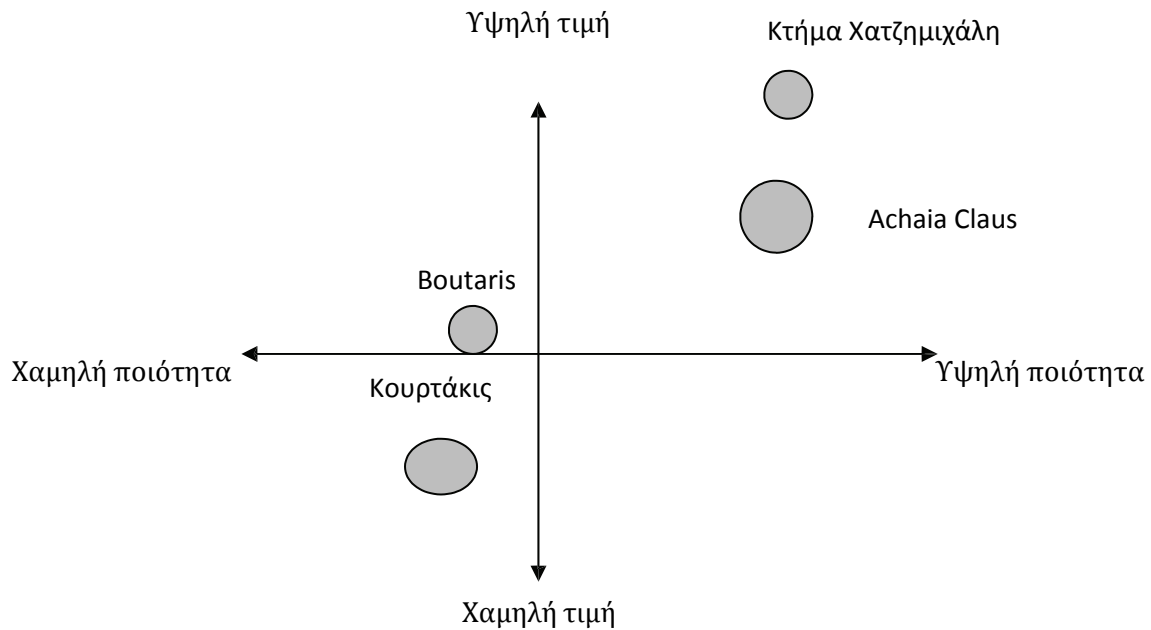 Υψηλή τιμή
Κτήμα Χατζημιχάλη
Achaia Claus
Boutaris
Χαμηλή ποιότητα
Υψηλή ποιότητα
Κουρτάκις
Χαμηλή τιμή